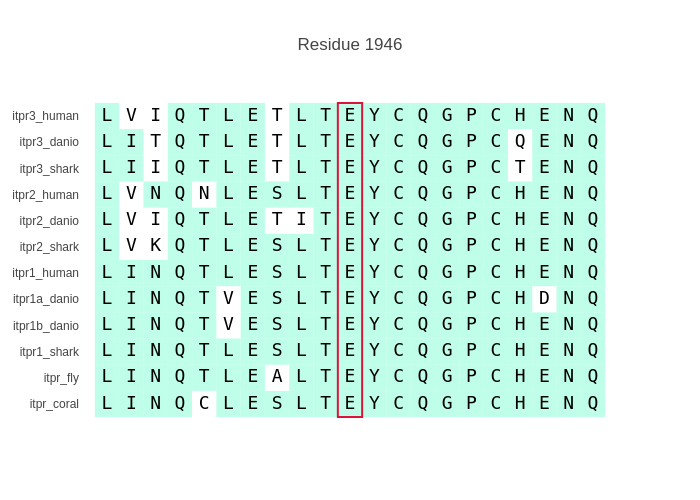 Residue 1946
itpr3_human L V I Q T L E T L T E Y C Q G P C H E N Q
itpr3_danio L I T Q T L E T L T E Y C Q G P C Q E N Q
itpr3_shark L I I Q T L E T L T E Y C Q G P C T E N Q
itpr2_human L V N Q N L E S L T E Y C Q G P C H E N Q
itpr2_danio L V I Q T L E T I T E Y C Q G P C H E N Q
itpr2_shark L V K Q T L E S L T E Y C Q G P C H E N Q
itpr1_human L I N Q T L E S L T E Y C Q G P C H E N Q
itpr1a_danio L I N Q T V E S L T E Y C Q G P C H D N Q
itpr1b_danio L I N Q T V E S L T E Y C Q G P C H E N Q
itpr1_shark L I N Q T L E S L T E Y C Q G P C H E N Q
itpr_fly L I N Q T L E A L T E Y C Q G P C H E N Q
itpr_coral L I N Q C L E S L T E Y C Q G P C H E N Q